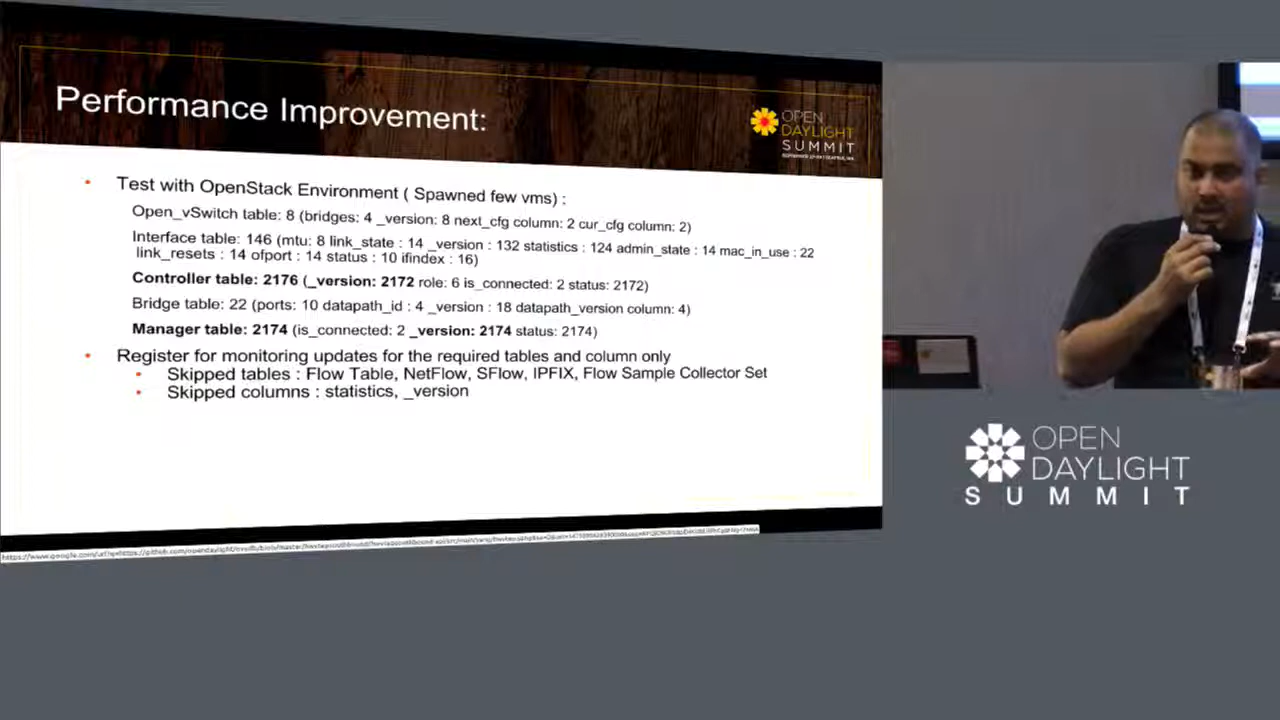 Performance Improvement:
OPEN
DAYLIGHT
SUMMIT
• Test with OpenStack Environment ( Spawned few vms) :
Open_vSwitch table: 8 (bridges: 4 _version: 8 next_cfg column: 2 cur_cfg column: 2)
Interface table: 146 (mtu: 8 link_state : 14 _version : 132 statistics : 124 admin_state : 14 mac_in_use : 22
link_resets : 14 ofport : 14 status : 10 ifindex : 16)
Controller table: 2176 (_version: 2172 role: 6 is_connected: 2 status: 2172)
Bridge table: 22 (ports: 10 datapath_id : 4 _version : 18 datapath_version column: 4)
Manager table: 2174 (is_connected: 2 _version: 2174 status: 2174)
• Register for monitoring updates for the required tables and column only
• Skipped tables : Flow Table, NetFlow, SFlow, IPFIX, Flow Sample Collector Set
• Skipped columns : statistics, _version
OPEN
DAYLIGHT
SUMMIT